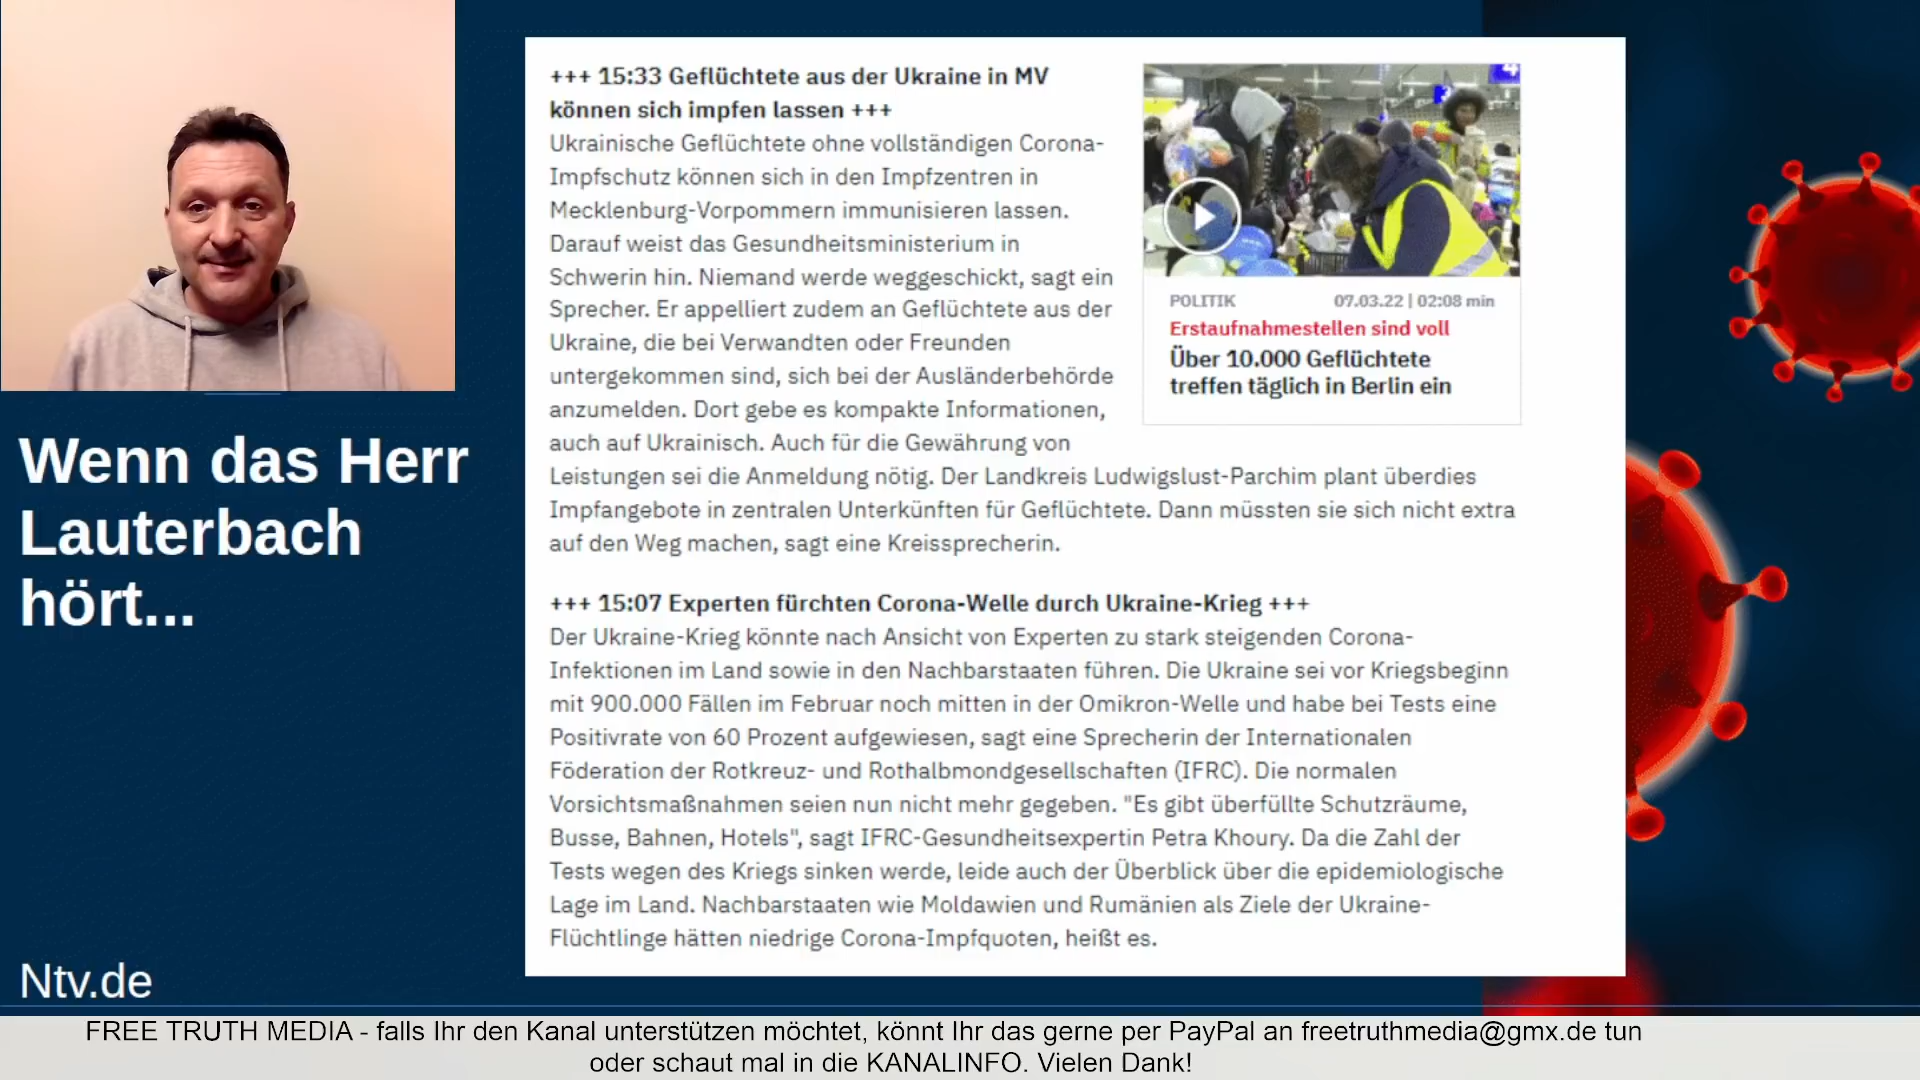 +++ 15:33 Geflüchtete aus der Ukraine in MV
können sich impfen lassen +++
Ukrainische Geflüchtete ohne vollständigen Corona-
Impfschutz können sich in den Impfzentren in
Mecklenburg-Vorpommern immunisieren lassen.
Darauf weist das Gesundheitsministerium in
Schwerin hin. Niemand werde weggeschickt, sagt ein
Sprecher. Er appelliert zudem an Geflüchtete aus der
Ukraine, die bei Verwandten oder Freunden
untergekommen sind, sich bei der Ausländerbehörde
anzumelden. Dort gebe es kompakte Informationen,
auch auf Ukrainisch. Auch für die Gewährung von
Leistungen sei die Anmeldung nötig. Der Landkreis Ludwigslust-Parchim plant überdies
Impfangebote in zentralen Unterkünften für Geflüchtete. Dann müssten sie sich nicht extra
auf den Weg machen, sagt eine Kreissprecherin.
4
POLITIK 07.03.22 | 02:08 min
Erstaufnahmestellen sind voll
Über 10.000 Geflüchtete
treffen täglich in Berlin ein
+++ 15:07 Experten fürchten Corona-Welle durch Ukraine-Krieg +++
Der Ukraine-Krieg könnte nach Ansicht von Experten zu stark steigenden Corona-
Infektionen im Land sowie in den Nachbarstaaten führen. Die Ukraine sei vor Kriegsbeginn
mit 900.000 Fällen im Februar noch mitten in der Omikron-Welle und habe bei Tests eine
Positivrate von 60 Prozent aufgewiesen, sagt eine Sprecherin der Internationalen
Föderation der Rotkreuz- und Rothalbmondgesellschaften (IFRC). Die normalen
Vorsichtsmaßnahmen seien nun nicht mehr gegeben. "Es gibt überfüllte Schutzräume,
Busse, Bahnen, Hotels", sagt IFRC-Gesundheitsexpertin Petra Khoury. Da die Zahl der
Tests wegen des Kriegs sinken werde, leide auch der Überblick über die epidemiologische
Lage im Land. Nachbarstaaten wie Moldawien und Rumänien als Ziele der Ukraine-
Flüchtlinge hätten niedrige Corona-Impfquoten, heißt es.
Wenn das Herr
Lauterbach
hört...
Ntv.de
FREE TRUTH MEDIA - falls Ihr den Kanal unterstützen möchtet, könnt Ihr das gerne per PayPal an freetruthmedia@gmx.de tun
oder schaut mal in die KANALINFO. Vielen Dank!